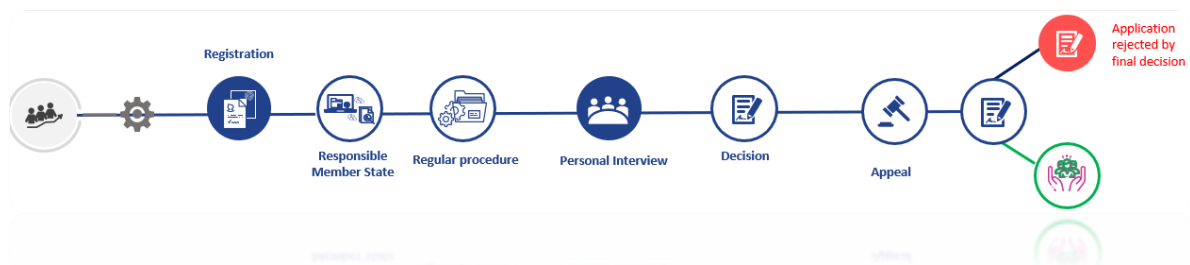 Registration
Responsible
Member State
Regular procedure
Personal Interview
Decision
Appeal
Application
rejected by
final decision